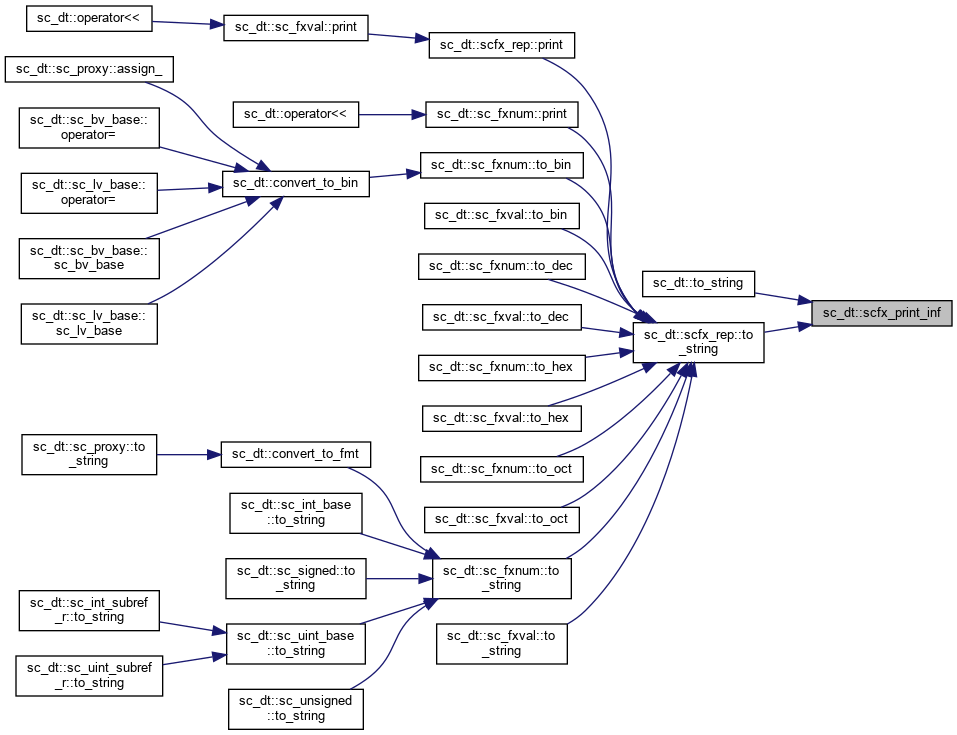 sc_dt::operator<<
sc_dt::sc_fxval::print
sc_dt::scfx_rep::print
sc_dt::sc_proxy::assign_
sc_dt::sc_bv_base::
operator=
sc_dt::operator<<
sc_dt::sc_fxnum::print
sc_dt::sc_lv_base::
operator=
sc_dt::convert_to_bin
sc_dt::sc_fxnum::to_bin
sc_dt::sc_fxval::to_bin
sc_dt::sc_bv_base::
sc_bv_base
sc_dt::sc_fxnum::to_dec
sc_dt::to_string
sc_dt::sc_lv_base::
sc_lv_base
sc_dt::sc_fxval::to_dec
sc_dt::scfx_print_inf
sc_dt::scfx_rep::to
_string
sc_dt::sc_fxnum::to_hex
sc_dt::sc_fxval::to_hex
sc_dt::sc_proxy::to
_string
sc_dt::convert_to_fmt
sc_dt::sc_fxnum::to_oct
sc_dt::sc_int_base
::to_string
sc_dt::sc_fxval::to_oct
sc_dt::sc_signed::to
_string
sc_dt::sc_fxnum::to
_string
sc_dt::sc_int_subref
_r::to_string
sc_dt::sc_uint_base
::to_string
sc_dt::sc_fxval::to
_string
sc_dt::sc_uint_subref
_r::to_string
sc_dt::sc_unsigned
::to_string